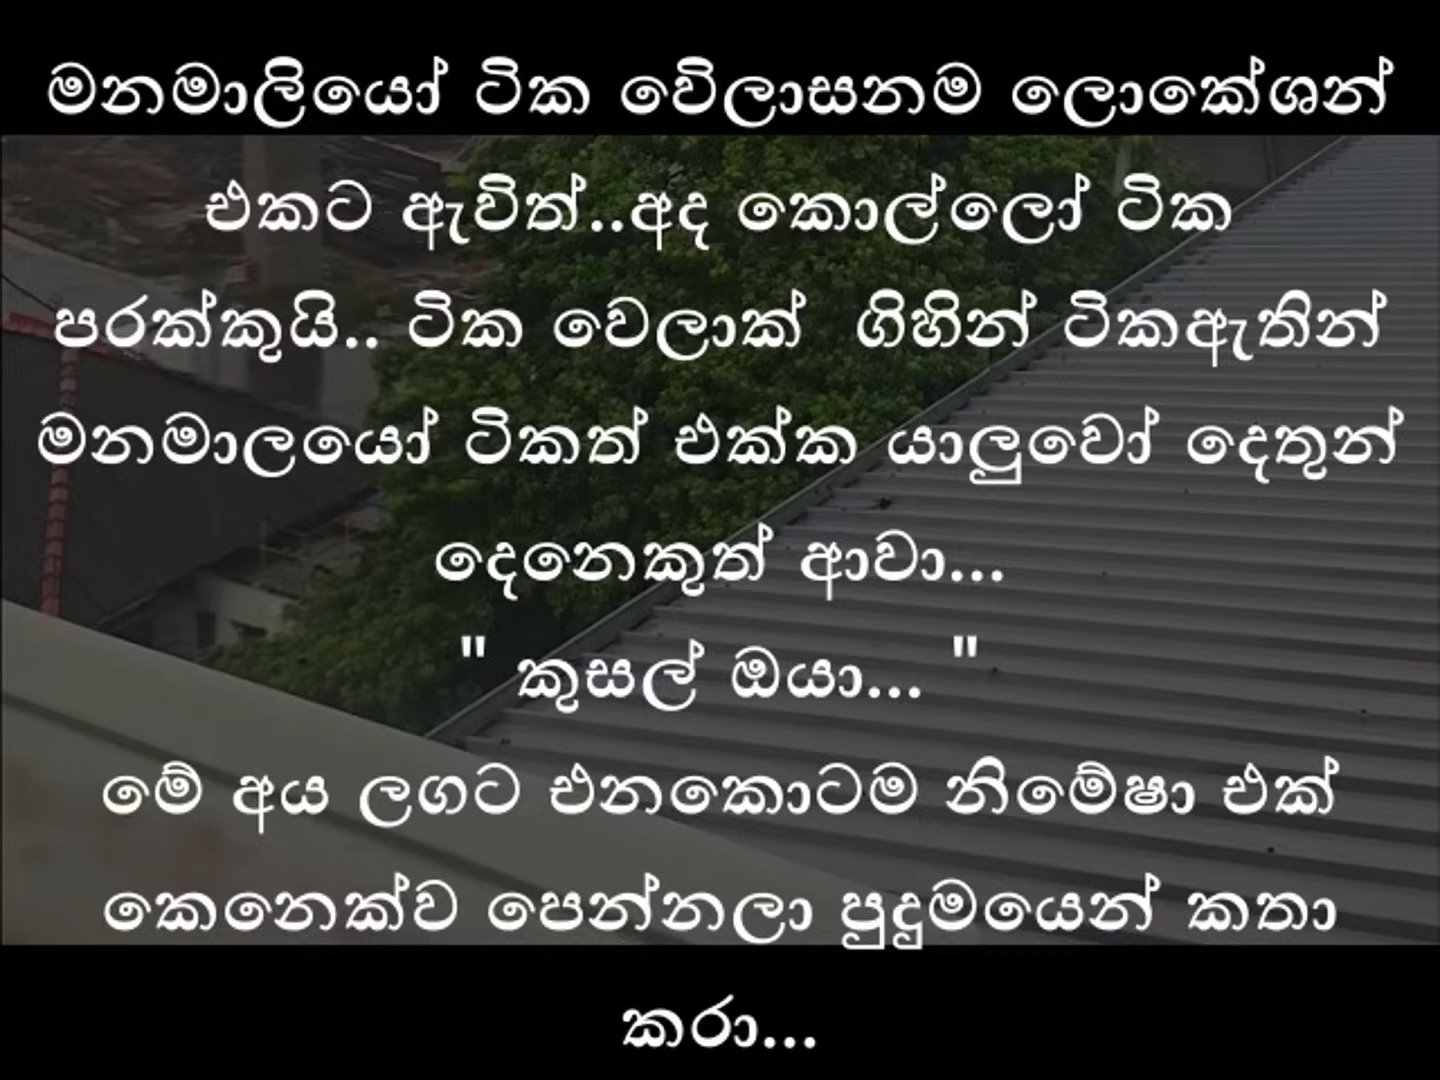 මනමාලියෝ ටික වේිලාසනම ලොකේශන්
එකට ඇවිත්..අද කොල්ලෝ ටික
පරක්කුයි.. ටික වෙලාක්  ගිහින් ටිකඇතින්
මනමාලයෝ ටිකත් එක්ක යාලුවෝ දෙතුන්
දෙනෙකුත් ආවා...
" කුසල් ඔයා... "
මේ අය ලගට එනකොටම නිමේෂා එක්
කෙනෙක්ව පෙන්නලා පුදුමයෙන් කතා
කරා...